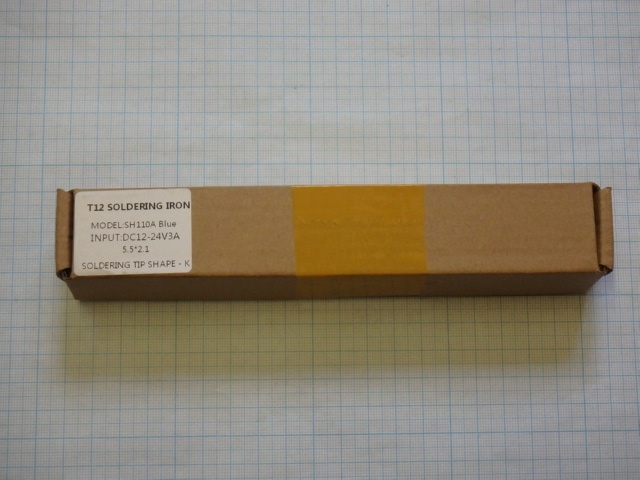 T12 SOLDERING IRON
MODEL:SH110A Blue
INPUT:DC12-24V3A
5.5*2.1
SOLDERING TIP SHAPE - K